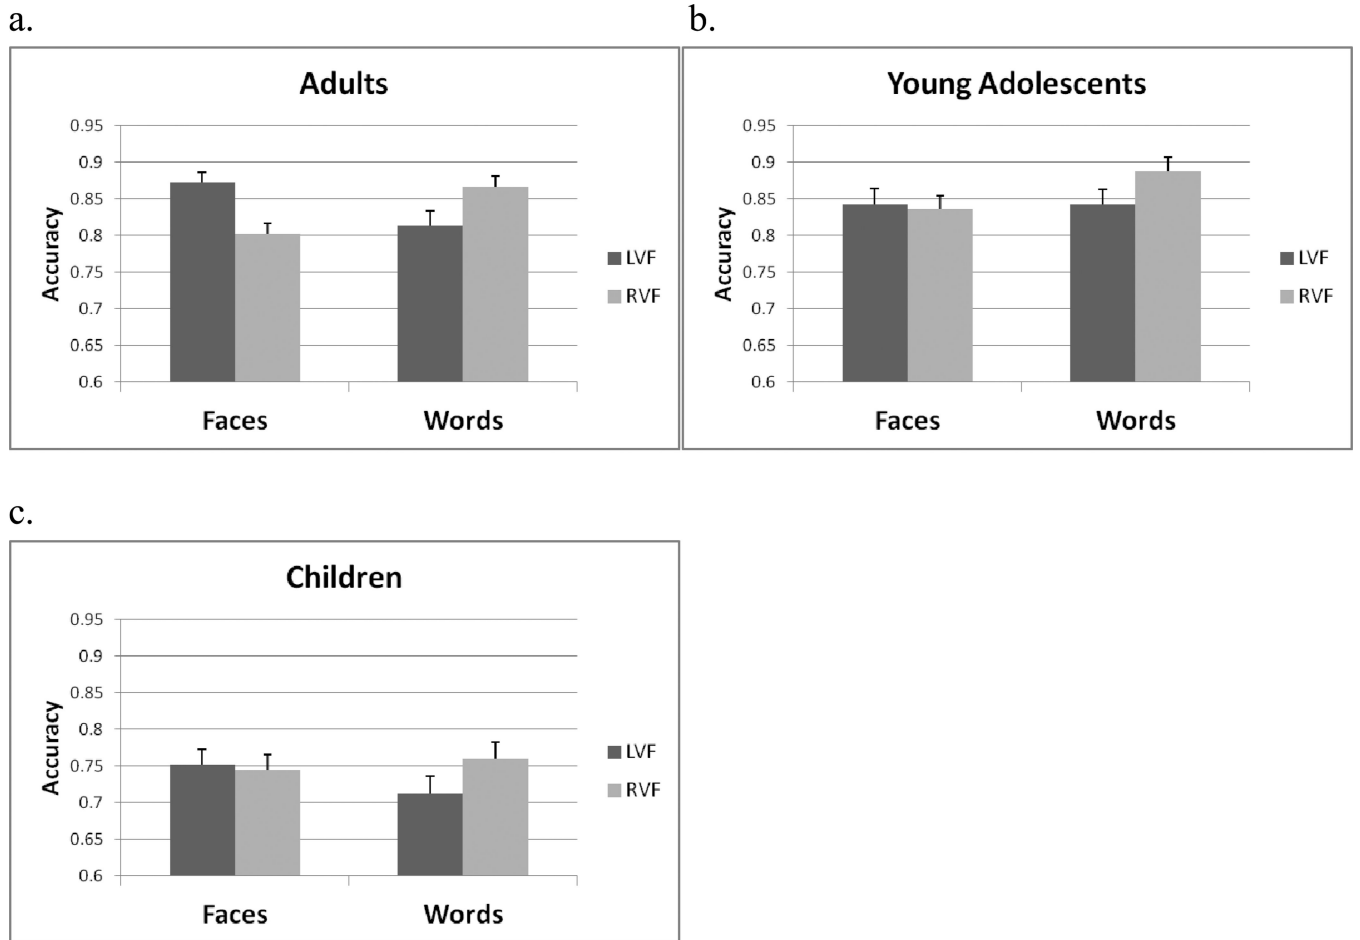 a.
Adults
0.95
0.9
0.85
0.8
0.75
0.7
0.65
0.6
Accuracy
Faces
Words
LVF
RVF
b.
Young Adolescents
0.95
0.9
0.85
0.8
0.75
0.7
0.65
0.6
Accuracy
Faces
Words
LVF
RVF
c.
Children
0.95
0.9
0.85
0.8
0.75
0.7
0.65
0.6
Accuracy
Faces
Words
LVF
RVF